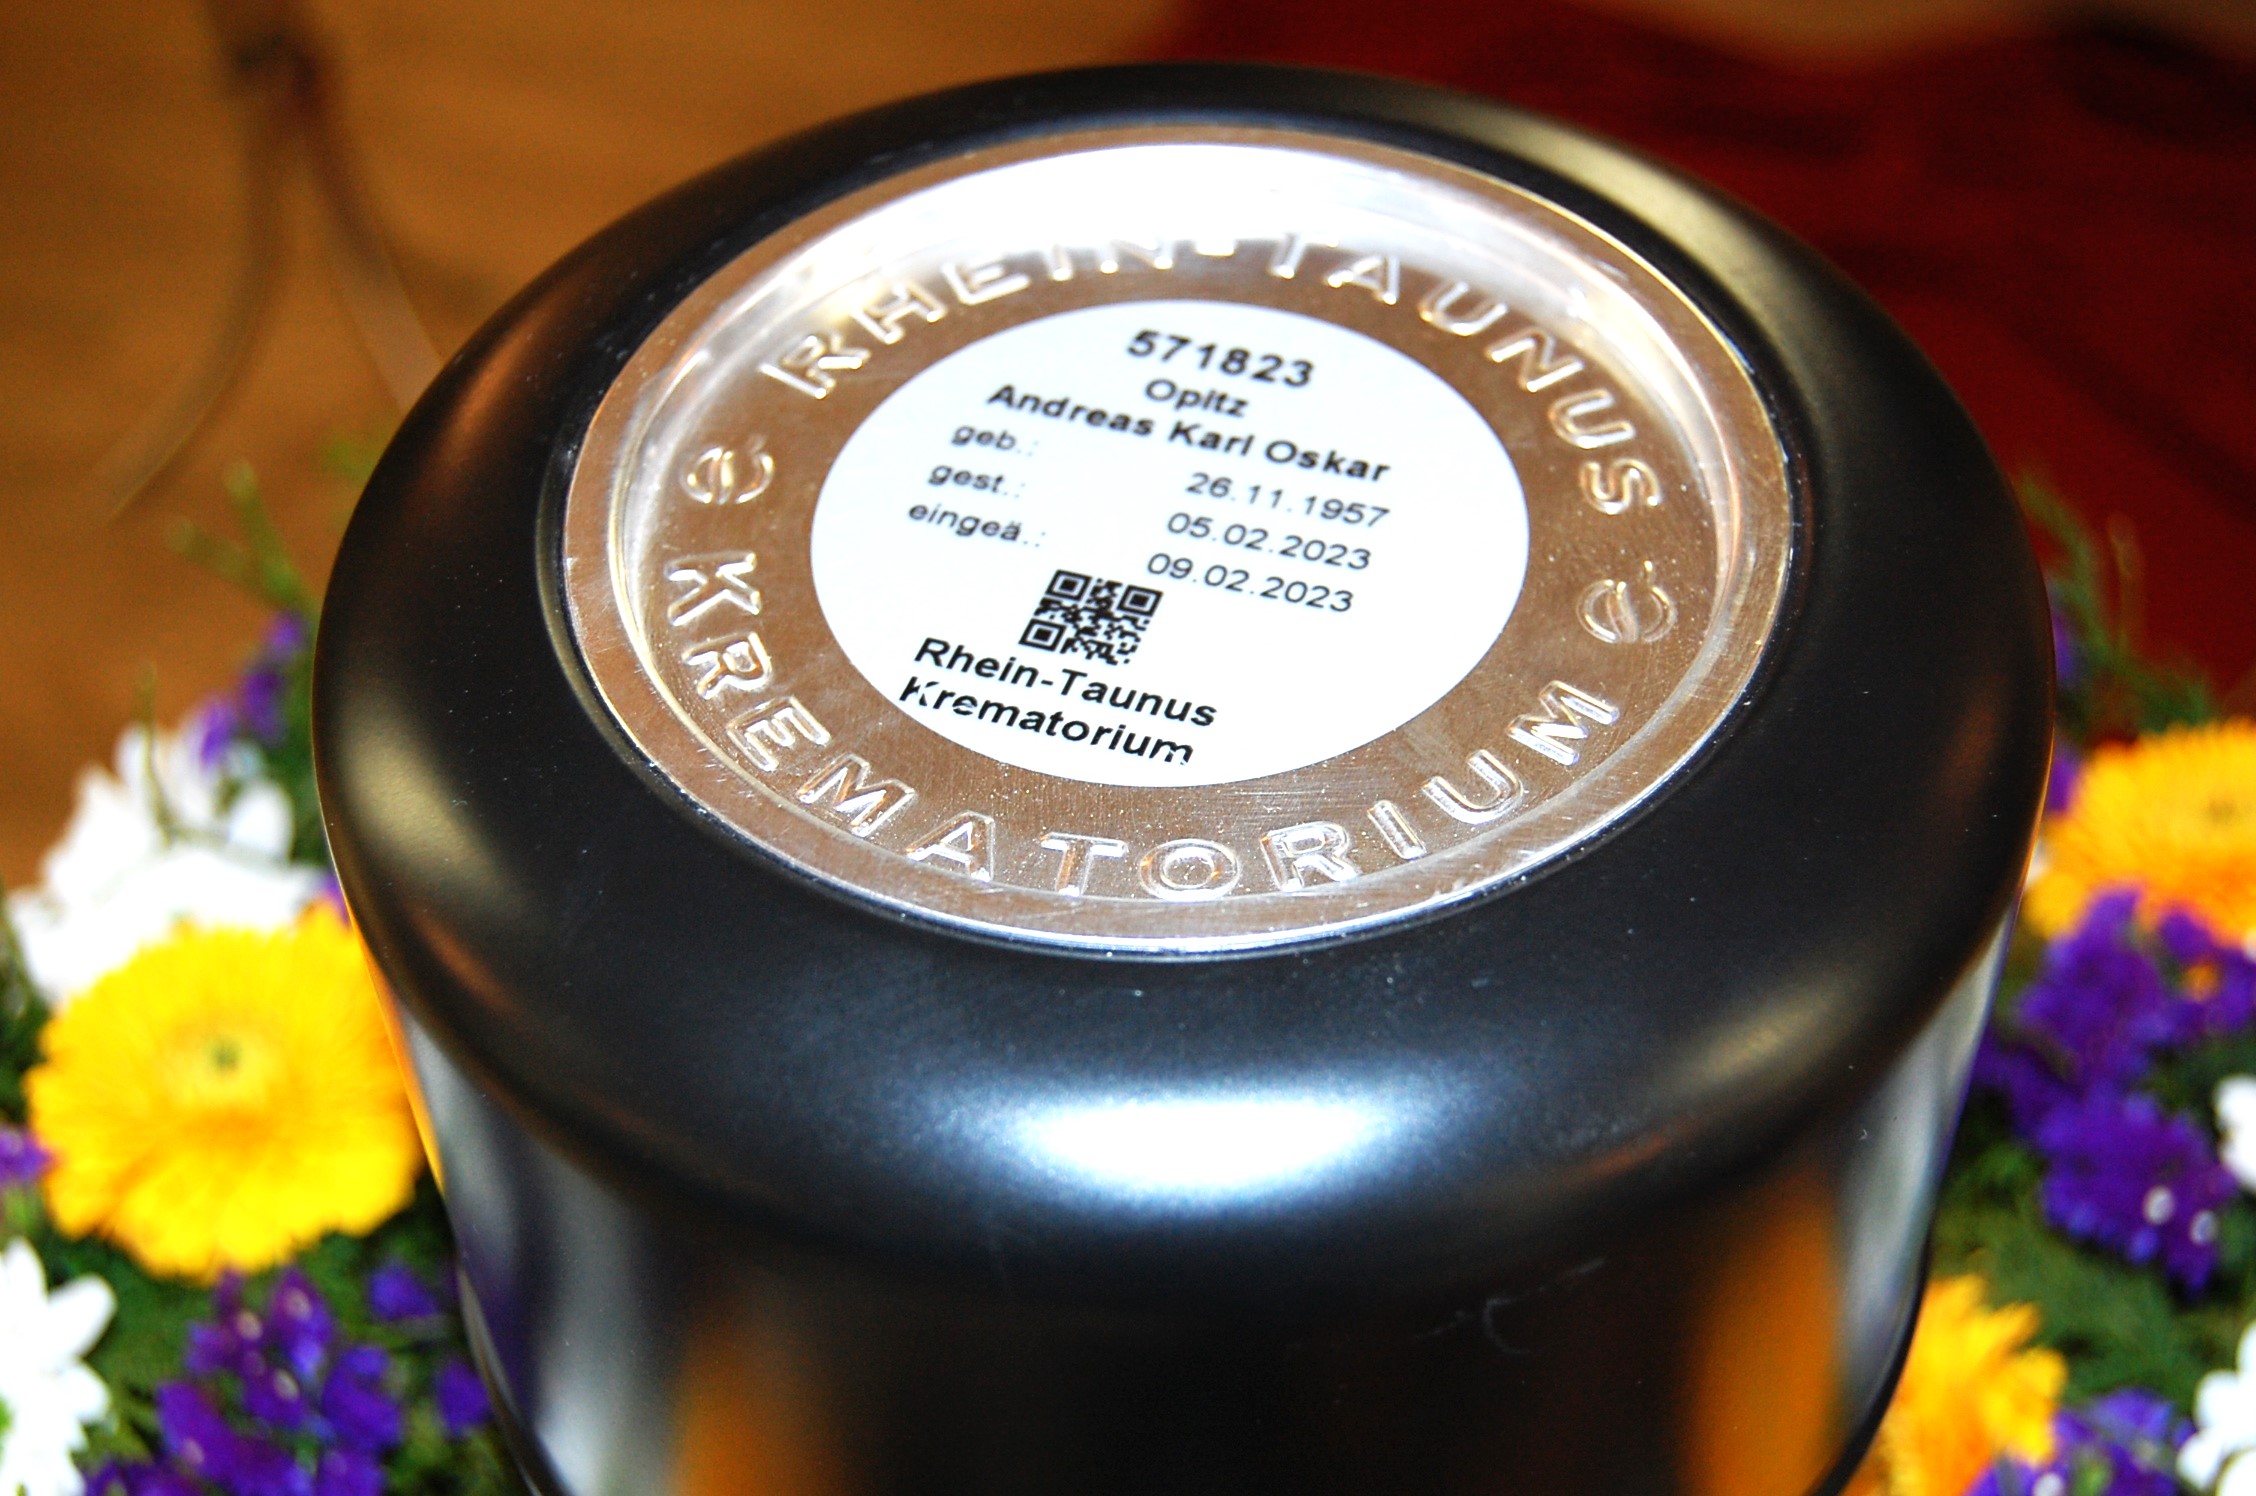 RHEIN-TAUNUS
571823
Opitz
Andreas Karl Oskar
geb.: 26.11.1957
gest.: 05.02.2023
eingeä.: 09.02.2023
Rhein-Taunus
Krematorium
KREMATORIUM